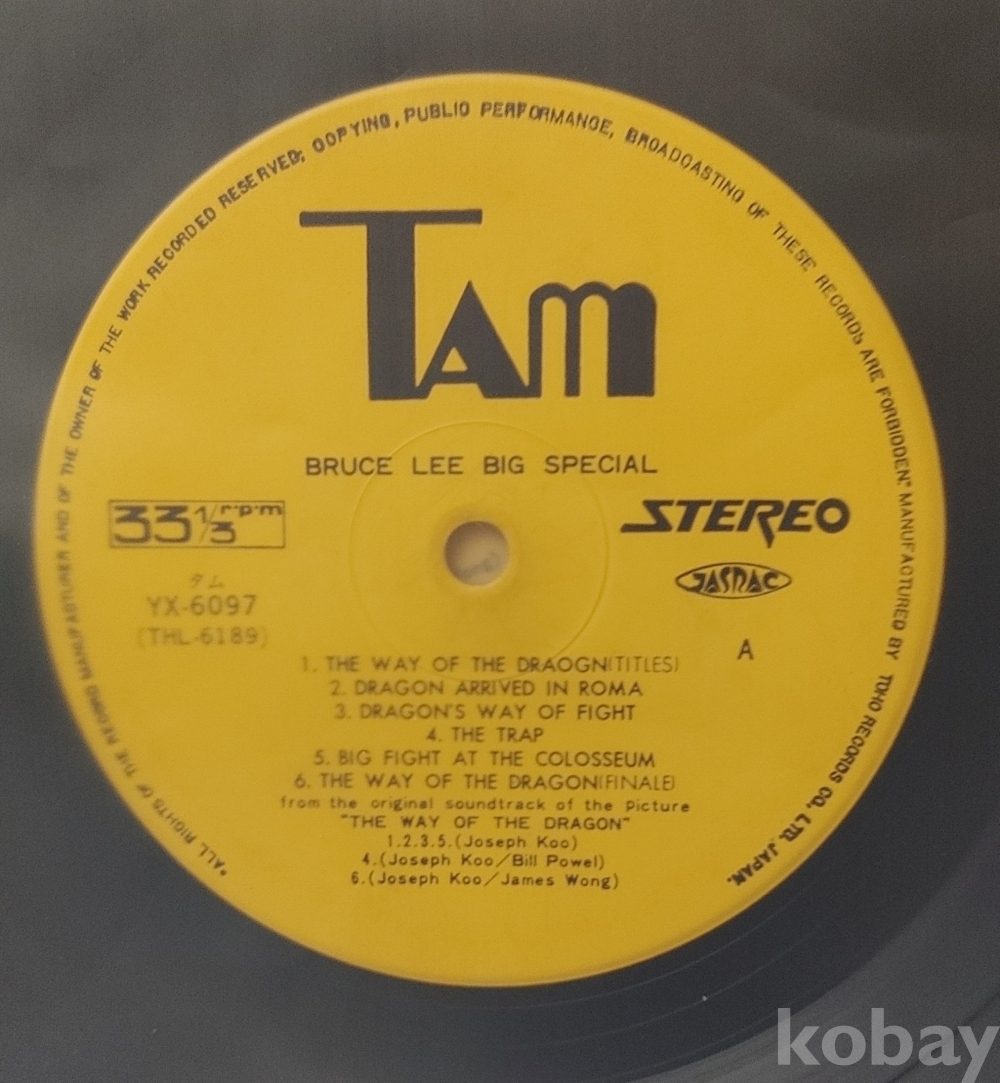 "ALL RIGHTS OF THE RECORD MANUFACTURER AND OF THE OWNER OF THE WORK RECORDED RESERVED; COPYING, PUBLIC PERFORMANCE, BROADCASTING OF THESE RECORDS ARE FORBIDDEN." MANUFACTURED BY TOHO RECORDS CO., LTD. JAPAN.
TAM
BRUCE LEE BIG SPECIAL
33 1/3 r.p.m
STEREO
JASRAC
YX-6097
(THL-6189)
A
1. THE WAY OF THE DRAOGN(TITLES)
2. DRAGON ARRIVED IN ROMA
3. DRAGON'S WAY OF FIGHT
4. THE TRAP
5. BIG FIGHT AT THE COLOSSEUM
6. THE WAY OF THE DRAGON(FINALE)
from the original soundtrack of the picture
"THE WAY OF THE DRAGON"
1.2.3.5.(Joseph Koo)
4.(Joseph Koo/Bill Powel)
6.(Joseph Koo/James Wong)
kobay